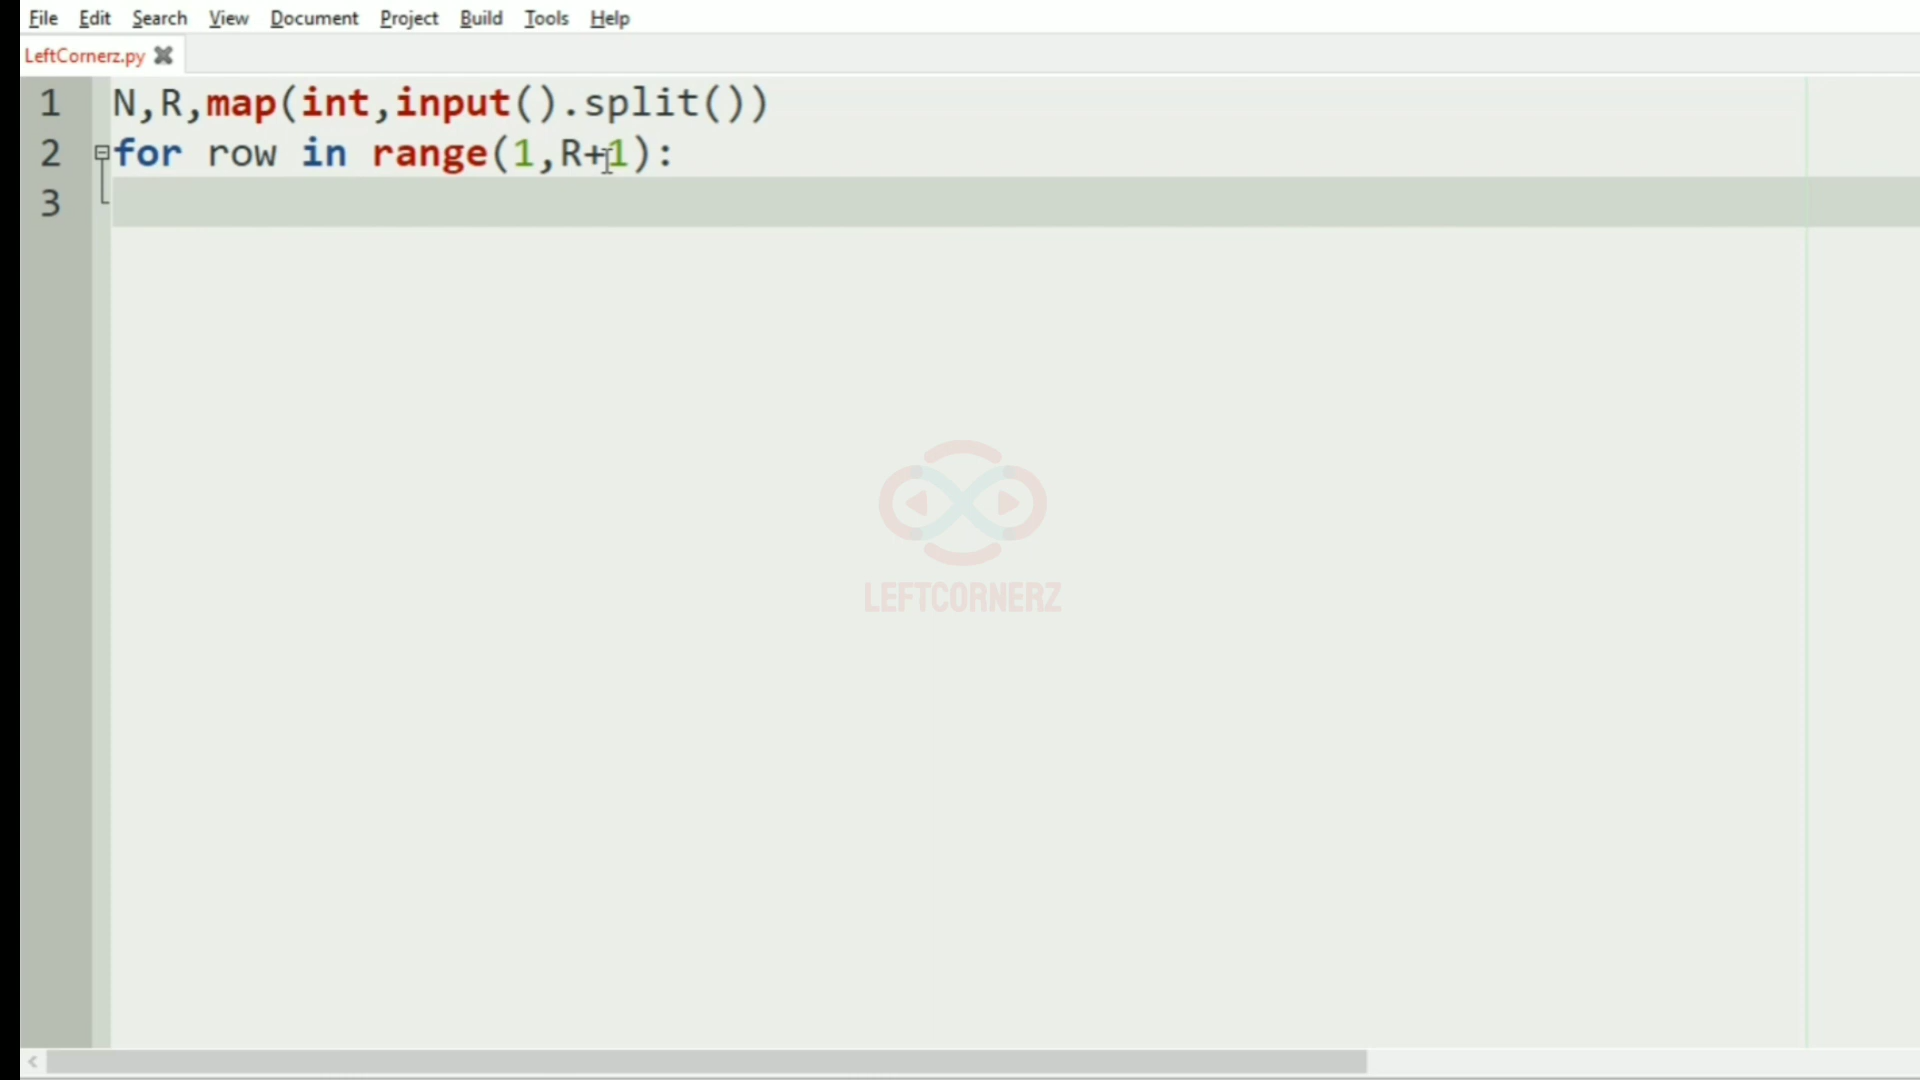 File Edit Search View Document Project Build Tools Help
LeftCornerz.py
1 N,R,map(int,input().split())
2 for row in range(1,R+1):
3
LEFTCORNERZ